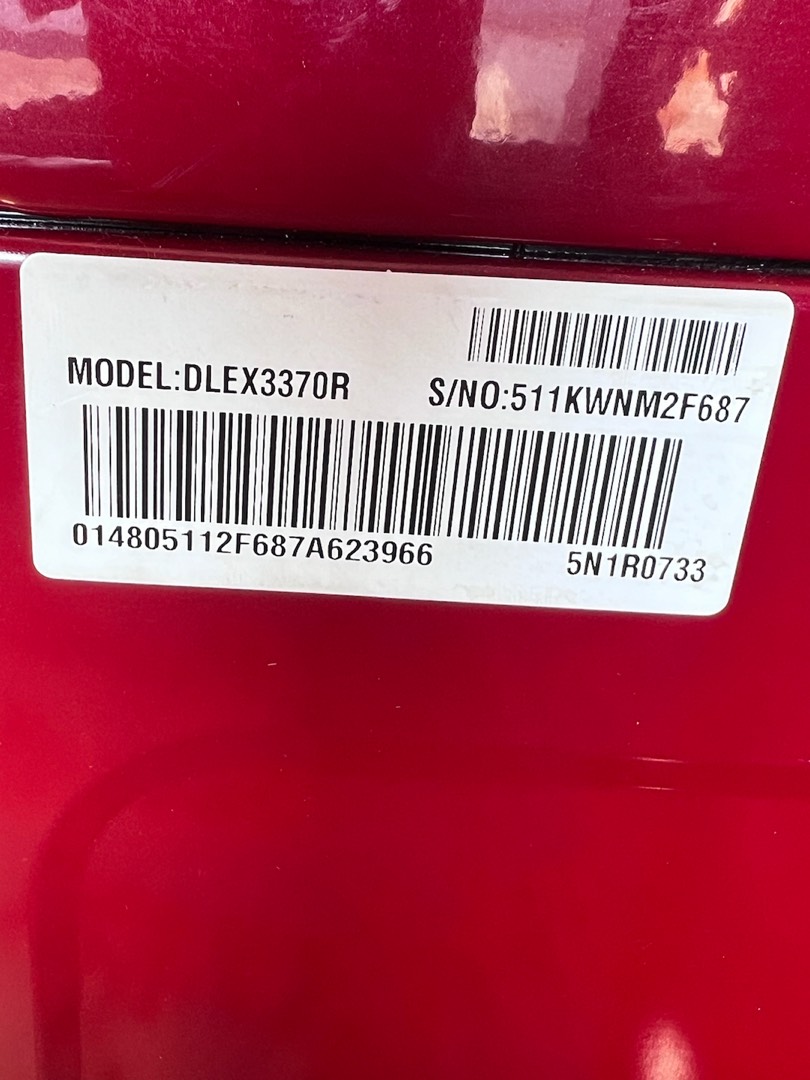 MODEL:DLEX3370R
S/NO:511KWNM2F687
014805112F687A623966
5N1R0733